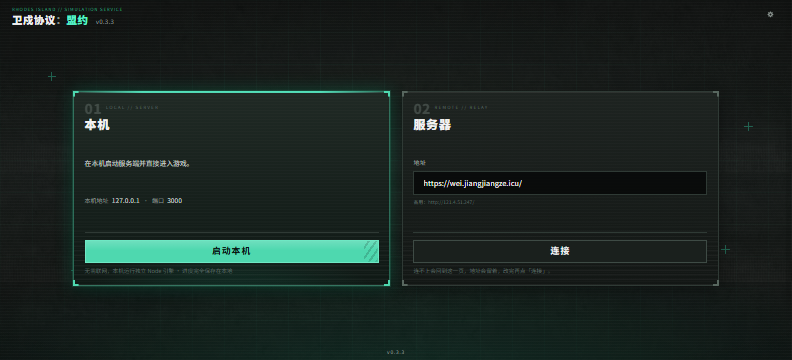 RHODES ISLAND // SIMULATION SERVICE
卫戍协议：盟约 v0.3.3
01 LOCAL // SERVER
本机
在本机启动服务端并直接进入游戏。
本机地址 127.0.0.1 · 端口 3000
启动本机
02 REMOTE // RELAY
服务器
地址
https://wei.jiangjiangze.icu/
连接
v0.3.3